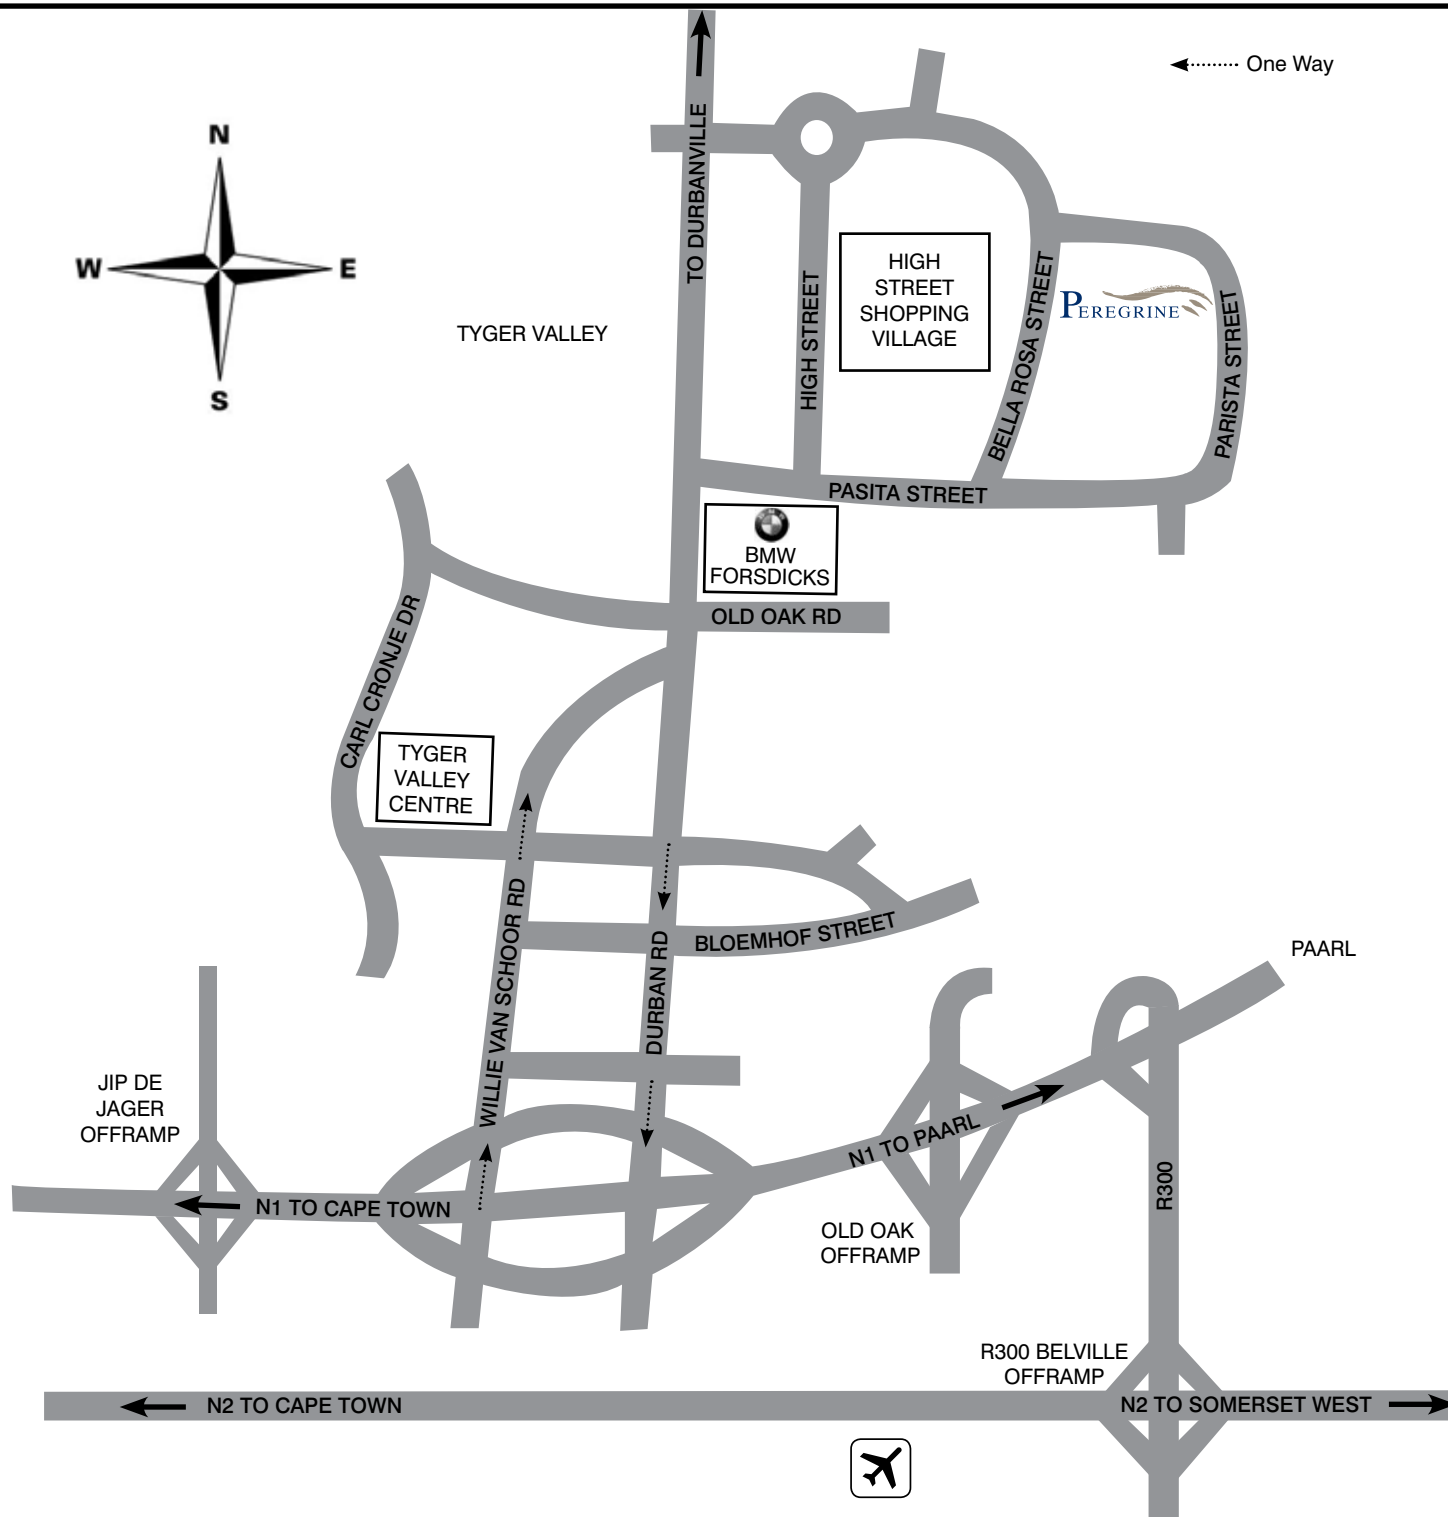 One Way
N
W
E
S
TO DURBANVILLE
TYGER VALLEY
HIGH STREET
HIGH
STREET
SHOPPING
VILLAGE
BELLA ROSA STREET
PEREGRINE
PARISTA STREET
PASITA STREET
BMW
FORSDICKS
OLD OAK RD
CARL CRONJE DR
TYGER
VALLEY
CENTRE
WILLIE VAN SCHOOR RD
DURBAN RD
BLOEMHOF STREET
PAARL
JIP DE
JAGER
OFFRAMP
N1 TO CAPE TOWN
N1 TO PAARL
OLD OAK
OFFRAMP
R300
R300 BELVILLE
OFFRAMP
N2 TO CAPE TOWN
N2 TO SOMERSET WEST